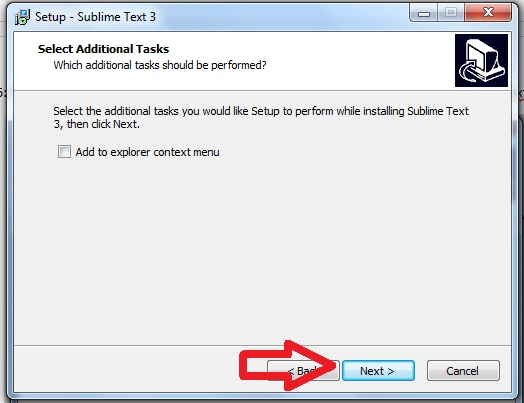 Setup - Sublime Text 3
Select Additional Tasks
Which additional tasks should be performed?
Select the additional tasks you would like Setup to perform while installing Sublime Text
3, then click Next.
Add to explorer context menu
< Back
Next >
Cancel